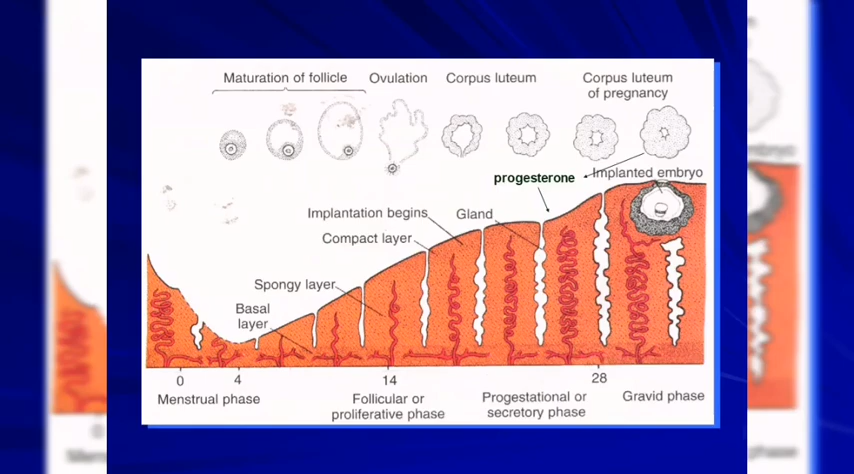 Maturation of follicle
Ovulation
Corpus luteum
Corpus luteum
of pregnancy
progesterone
Implanted embryo
Implantation begins
Gland
Compact layer
Spongy layer
Basal
layer
0
4
14
28
Menstrual phase
Follicular or
proliferative phase
Progestational or
secretory phase
Gravid phase